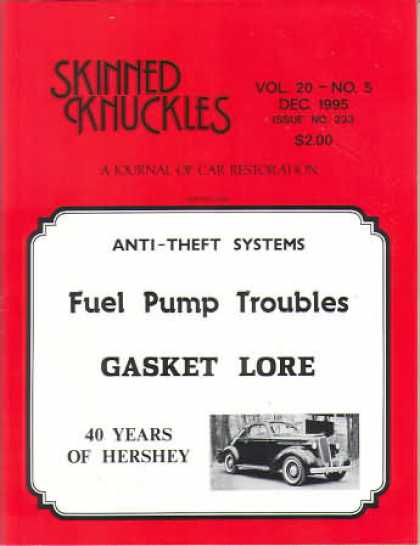 SKINNED
KNUCKLES
VOL. 20 - NO. 5
DEC. 1995
ISSUE NO. 233
$2.00
A JOURNAL OF CAR RESTORATION
ANTI-THEFT SYSTEMS
Fuel Pump Troubles
GASKET LORE
40 YEARS
OF HERSHEY